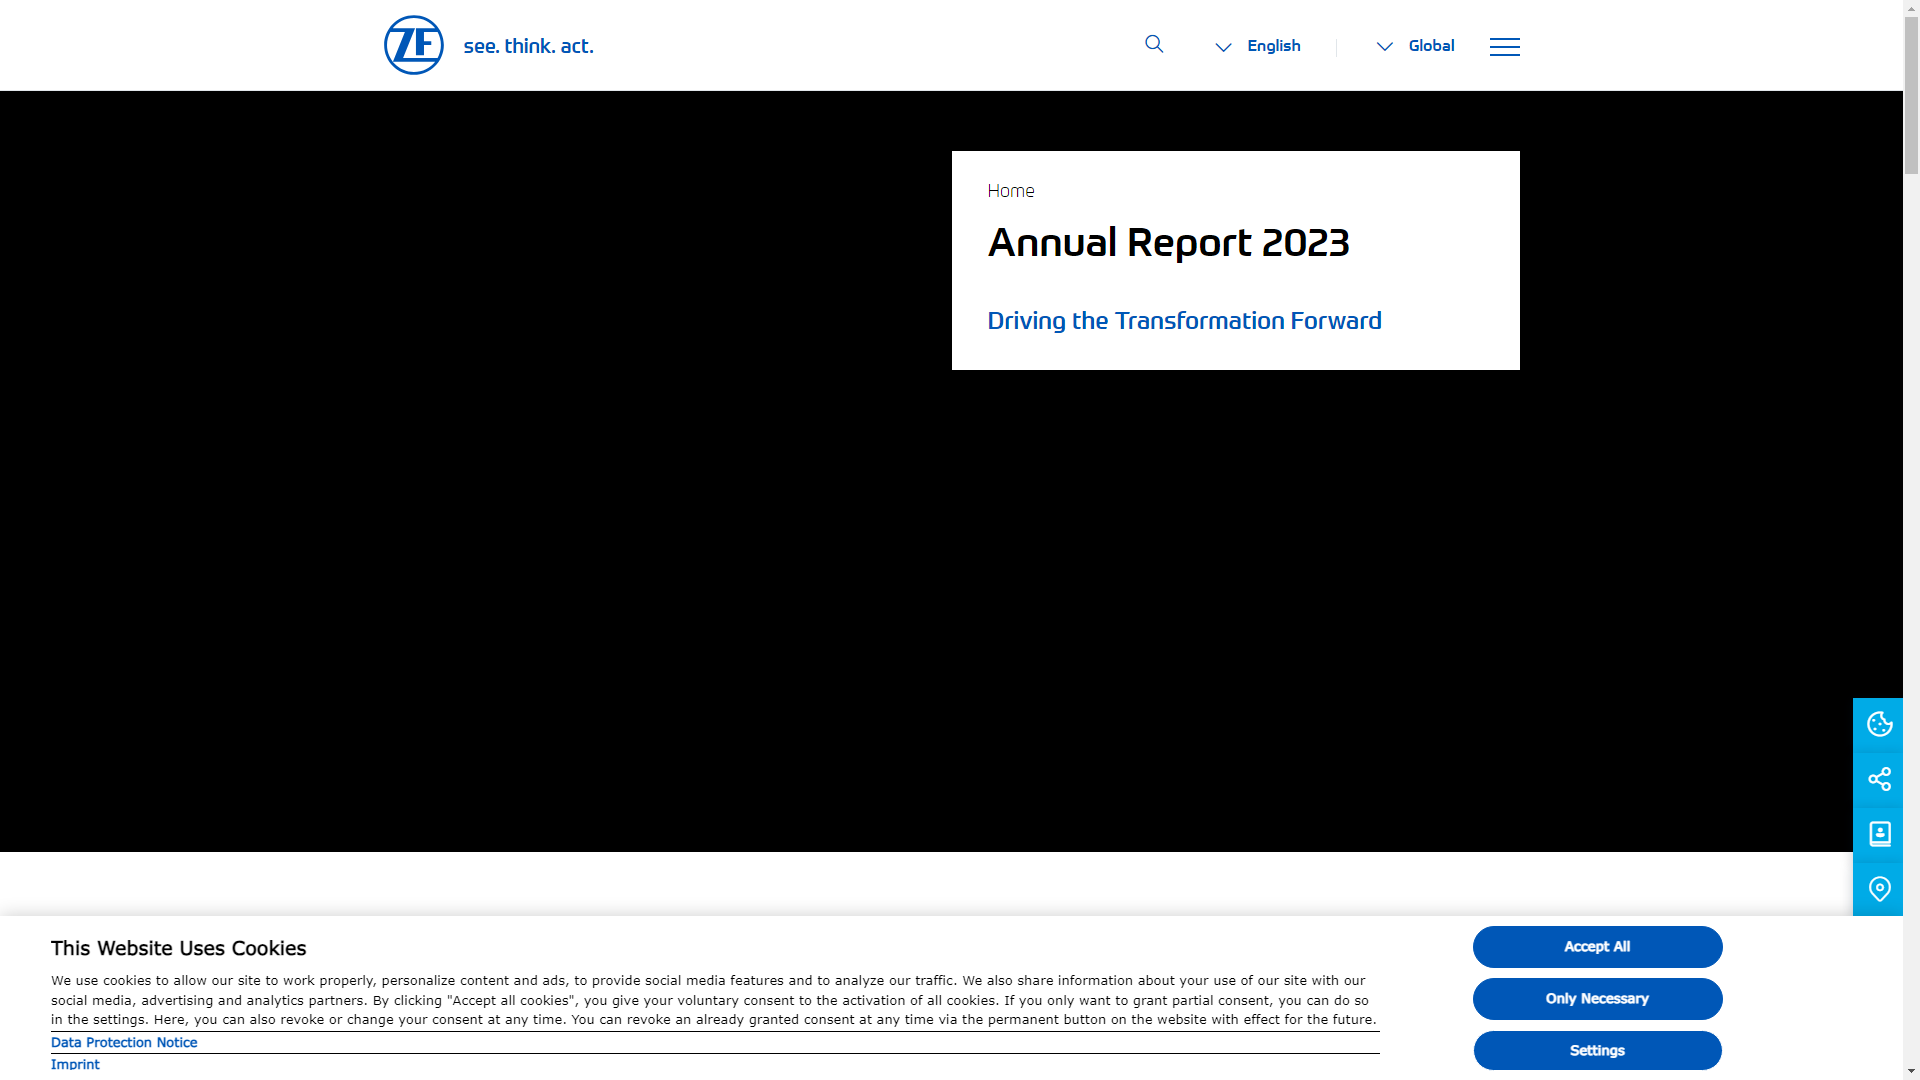 ZF
see. think. act.
English
Global
Home
Annual Report 2023
Driving the Transformation Forward
This Website Uses Cookies
We use cookies to allow our site to work properly, personalize content and ads, to provide social media features and to analyze our traffic. We also share information about your use of our site with our
social media, advertising and analytics partners. By clicking "Accept all cookies", you give your voluntary consent to the activation of all cookies. If you only want to grant partial consent, you can do so
in the settings. Here, you can also revoke or change your consent at any time. You can revoke an already granted consent at any time via the permanent button on the website with effect for the future.
Data Protection Notice
Imprint
Accept All
Only Necessary
Settings